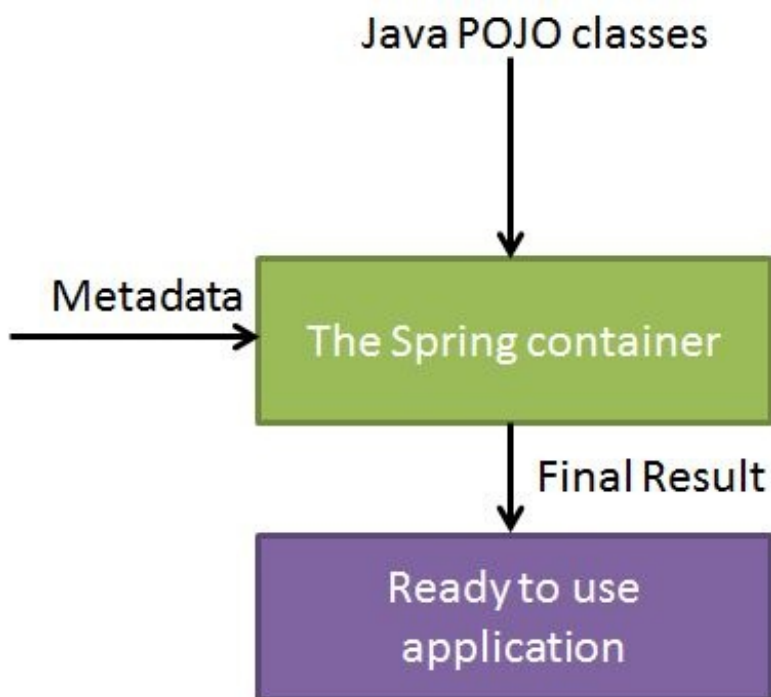 Java POJO classes
Metadata
The Spring container
Final Result
Ready to use
application